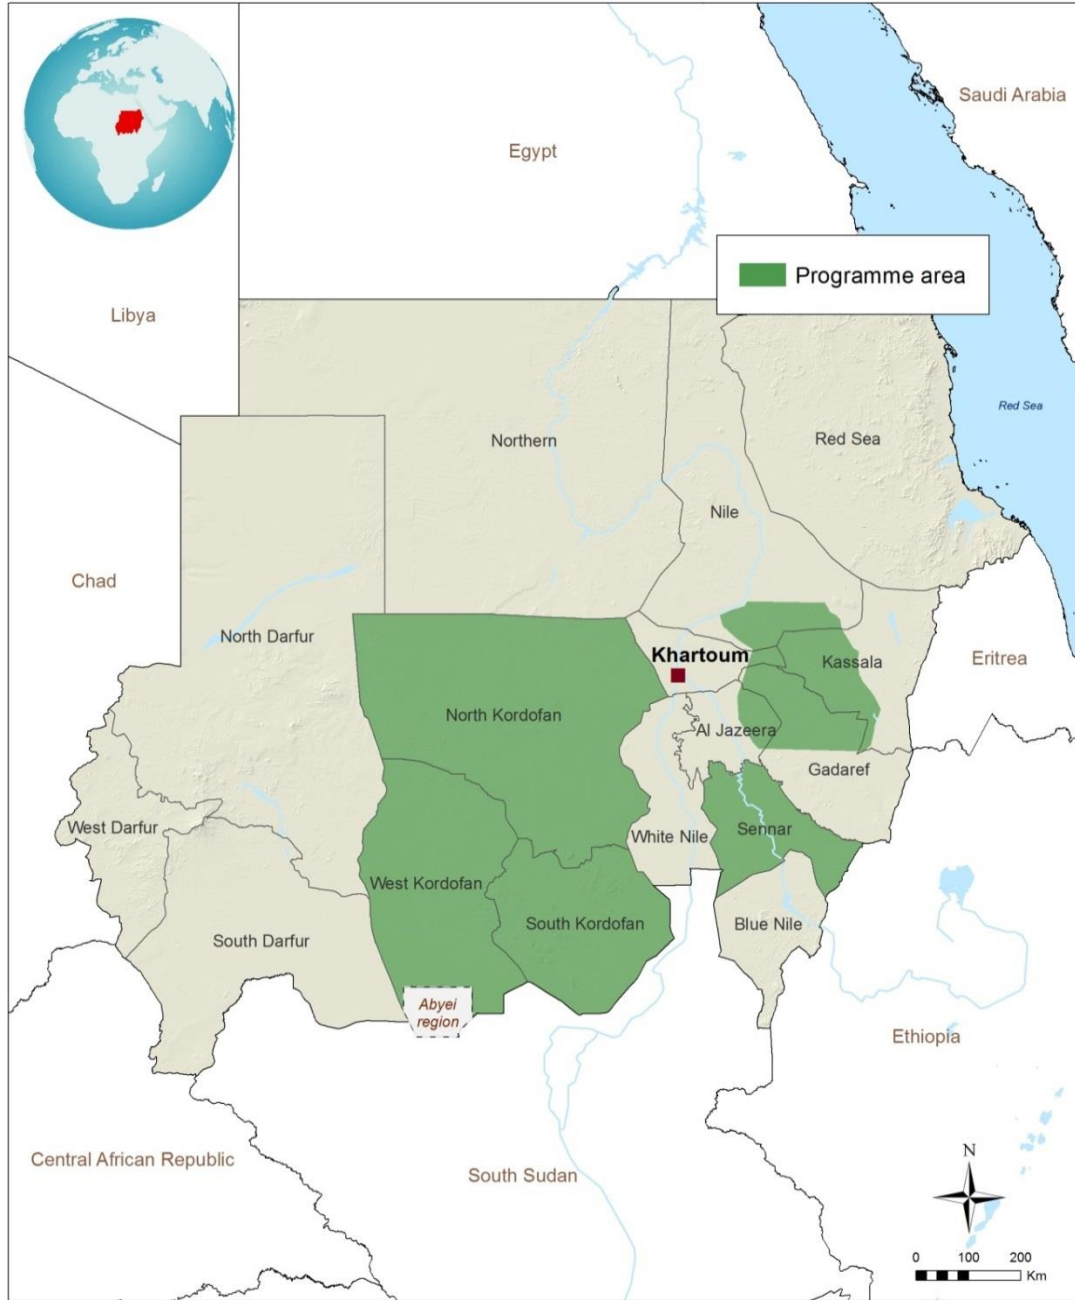 Saudi Arabia
Egypt
Programme area
Libya
Red Sea
Northern
Red Sea
Nile
Chad
North Darfur
Khartoum
Kassala
Eritrea
North Kordofan
Al Jazeera
Gadaref
West Darfur
White Nile
Sennar
West Kordofan
South Kordofan
Blue Nile
South Darfur
Abyei
region
Ethiopia
Central African Republic
South Sudan
N
0 100 200
Km